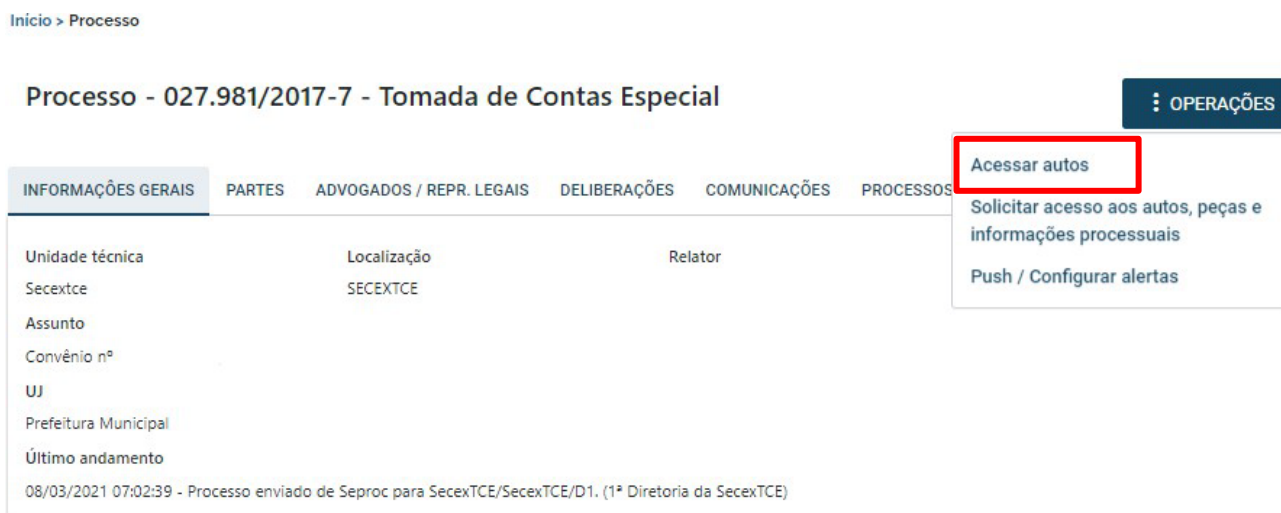 Início > Processo
Processo - 027.981/2017-7 - Tomada de Contas Especial
OPERAÇÕES
Acessar autos
Solicitar acesso aos autos, peças e
informações processuais
Push / Configurar alertas
INFORMAÇÕES GERAIS PARTES ADVOGADOS / REPR. LEGAIS DELIBERAÇÕES COMUNICAÇÕES PROCESSOS
Unidade técnica Localização Relator
Secextce SECEXTCE
Assunto
Convênio nº
UJ
Prefeitura Municipal
Último andamento
08/03/2021 07:02:39 - Processo enviado de Seproc para SecexTCE/SecexTCE/D1. (1ª Diretoria da SecexTCE)